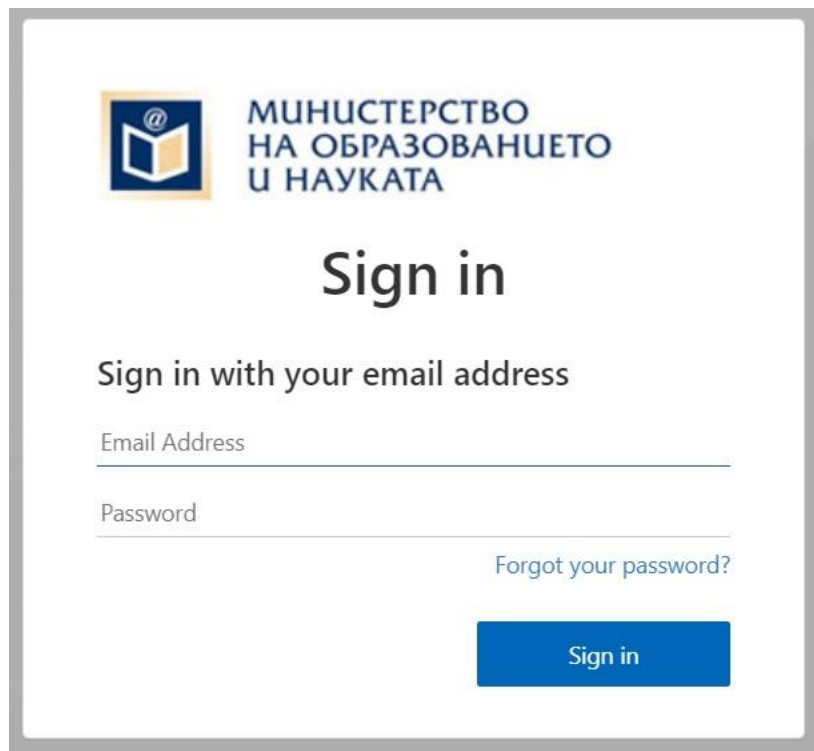 @
МИНИСТЕРСТВО
НА ОБРАЗОВАНИЕТО
И НАУКАТА
Sign in
Sign in with your email address
Email Address
Password
Forgot your password?
Sign in